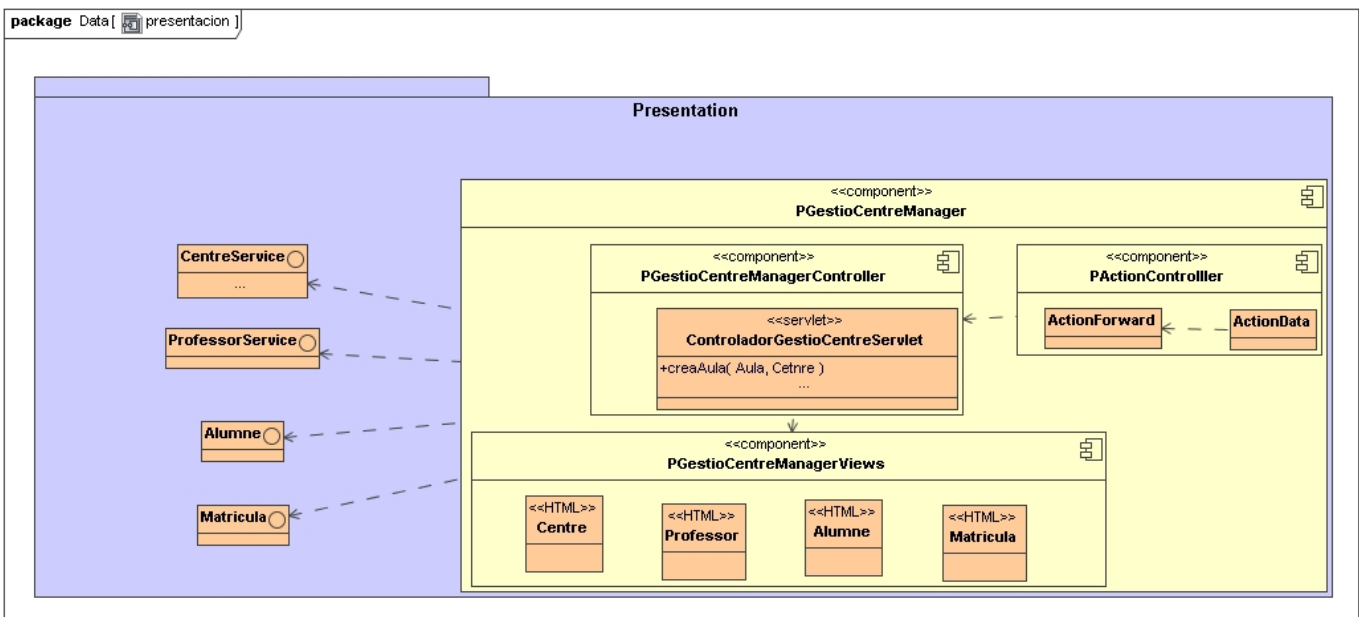 package Data[ presentacion ]
Presentation
<<component>>
PGestioCentreManager
CentreService
...
ProfessorService
Alumne
Matricula
<<component>>
PGestioCentreManagerController
<<servlet>>
ControladorGestioCentreServlet
+creaAula( Aula, Cetnre )
...
<<component>>
PActionControlller
ActionForward
ActionData
<<component>>
PGestioCentreManagerViews
<<HTML>>
Centre
<<HTML>>
Professor
<<HTML>>
Alumne
<<HTML>>
Matricula